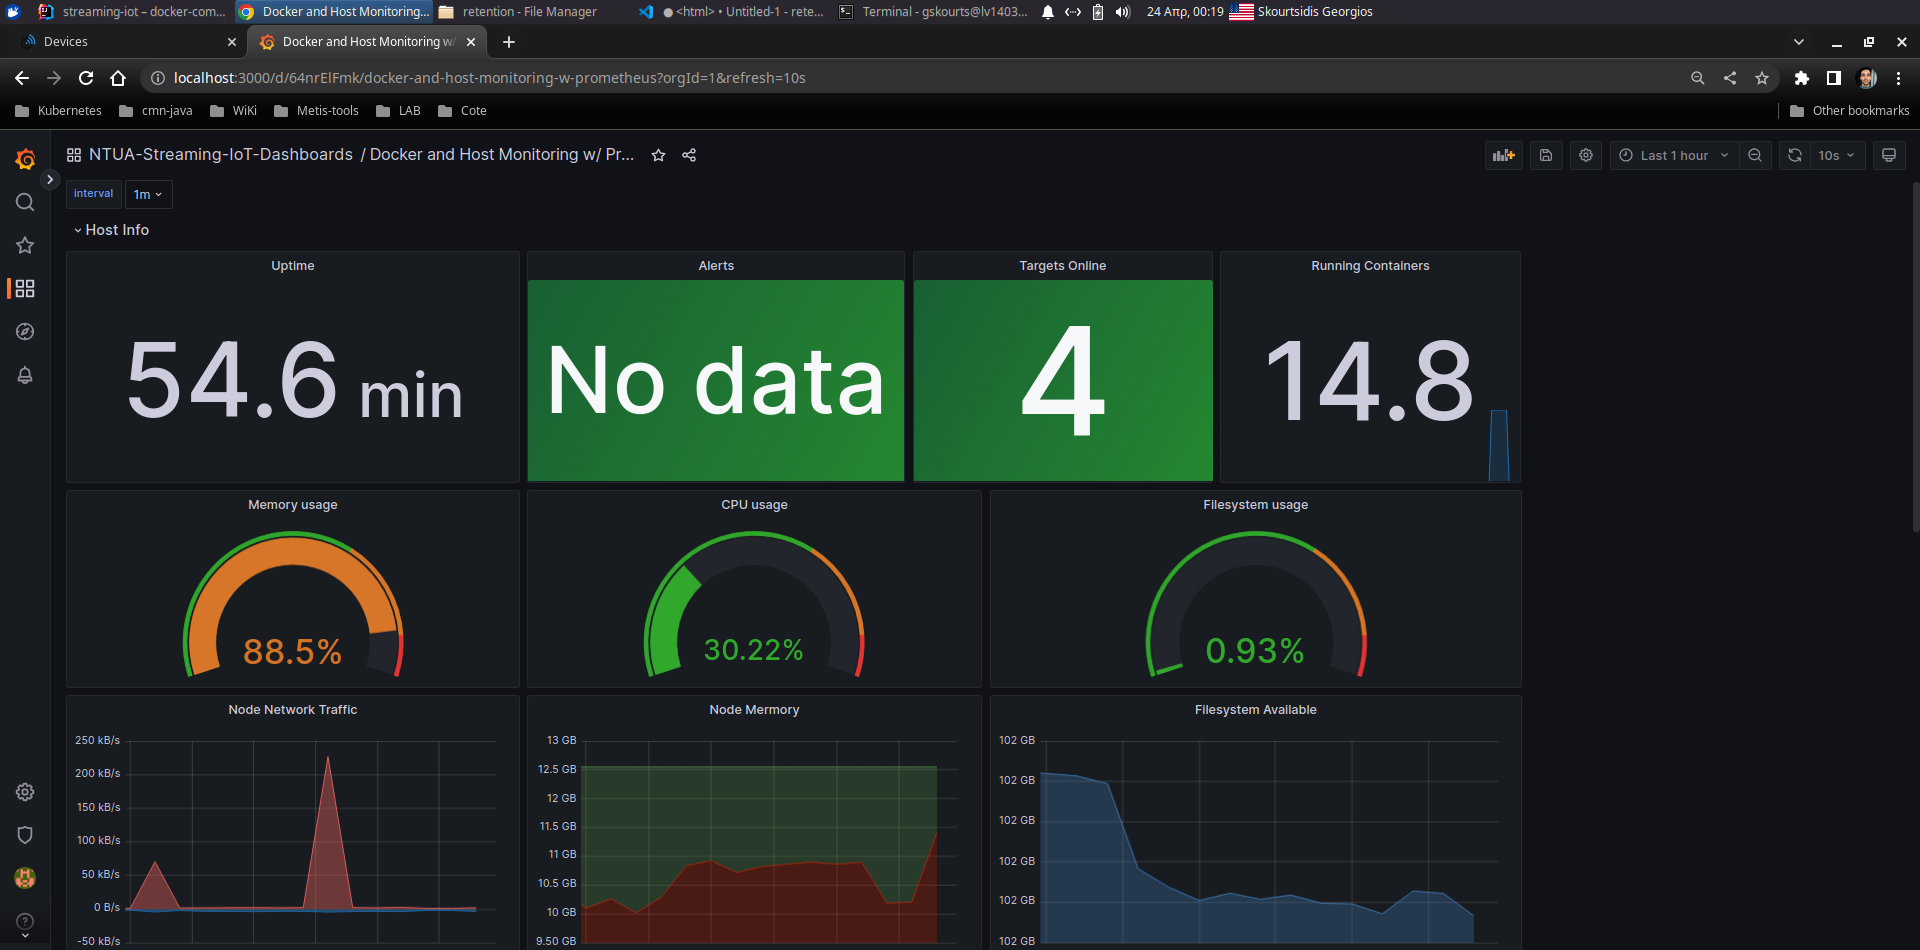 streaming-iot – docker-com...
Docker and Host Monitoring...
retention - File Manager
● <html> • Untitled-1 - rete...
Terminal - gskourts@lv1403...
24 Απρ, 00:19
Skourtsidis Georgios
Devices
Docker and Host Monitoring w/
localhost:3000/d/64nrElFmk/docker-and-host-monitoring-w-prometheus?orgId=1&refresh=10s
Kubernetes
cmn-java
WiKi
Metis-tools
LAB
Cote
Other bookmarks
NTUA-Streaming-IoT-Dashboards / Docker and Host Monitoring w/ Pr...
Last 1 hour
10s
interval
1m
Host Info
Uptime
54.6 min
Alerts
No data
Targets Online
4
Running Containers
14.8
Memory usage
88.5%
CPU usage
30.22%
Filesystem usage
0.93%
Node Network Traffic
250 kB/s
200 kB/s
150 kB/s
100 kB/s
50 kB/s
0 B/s
-50 kB/s
Node Mermory
13 GB
12.5 GB
12 GB
11.5 GB
11 GB
10.5 GB
10 GB
9.50 GB
Filesystem Available
102 GB
102 GB
102 GB
102 GB
102 GB
102 GB